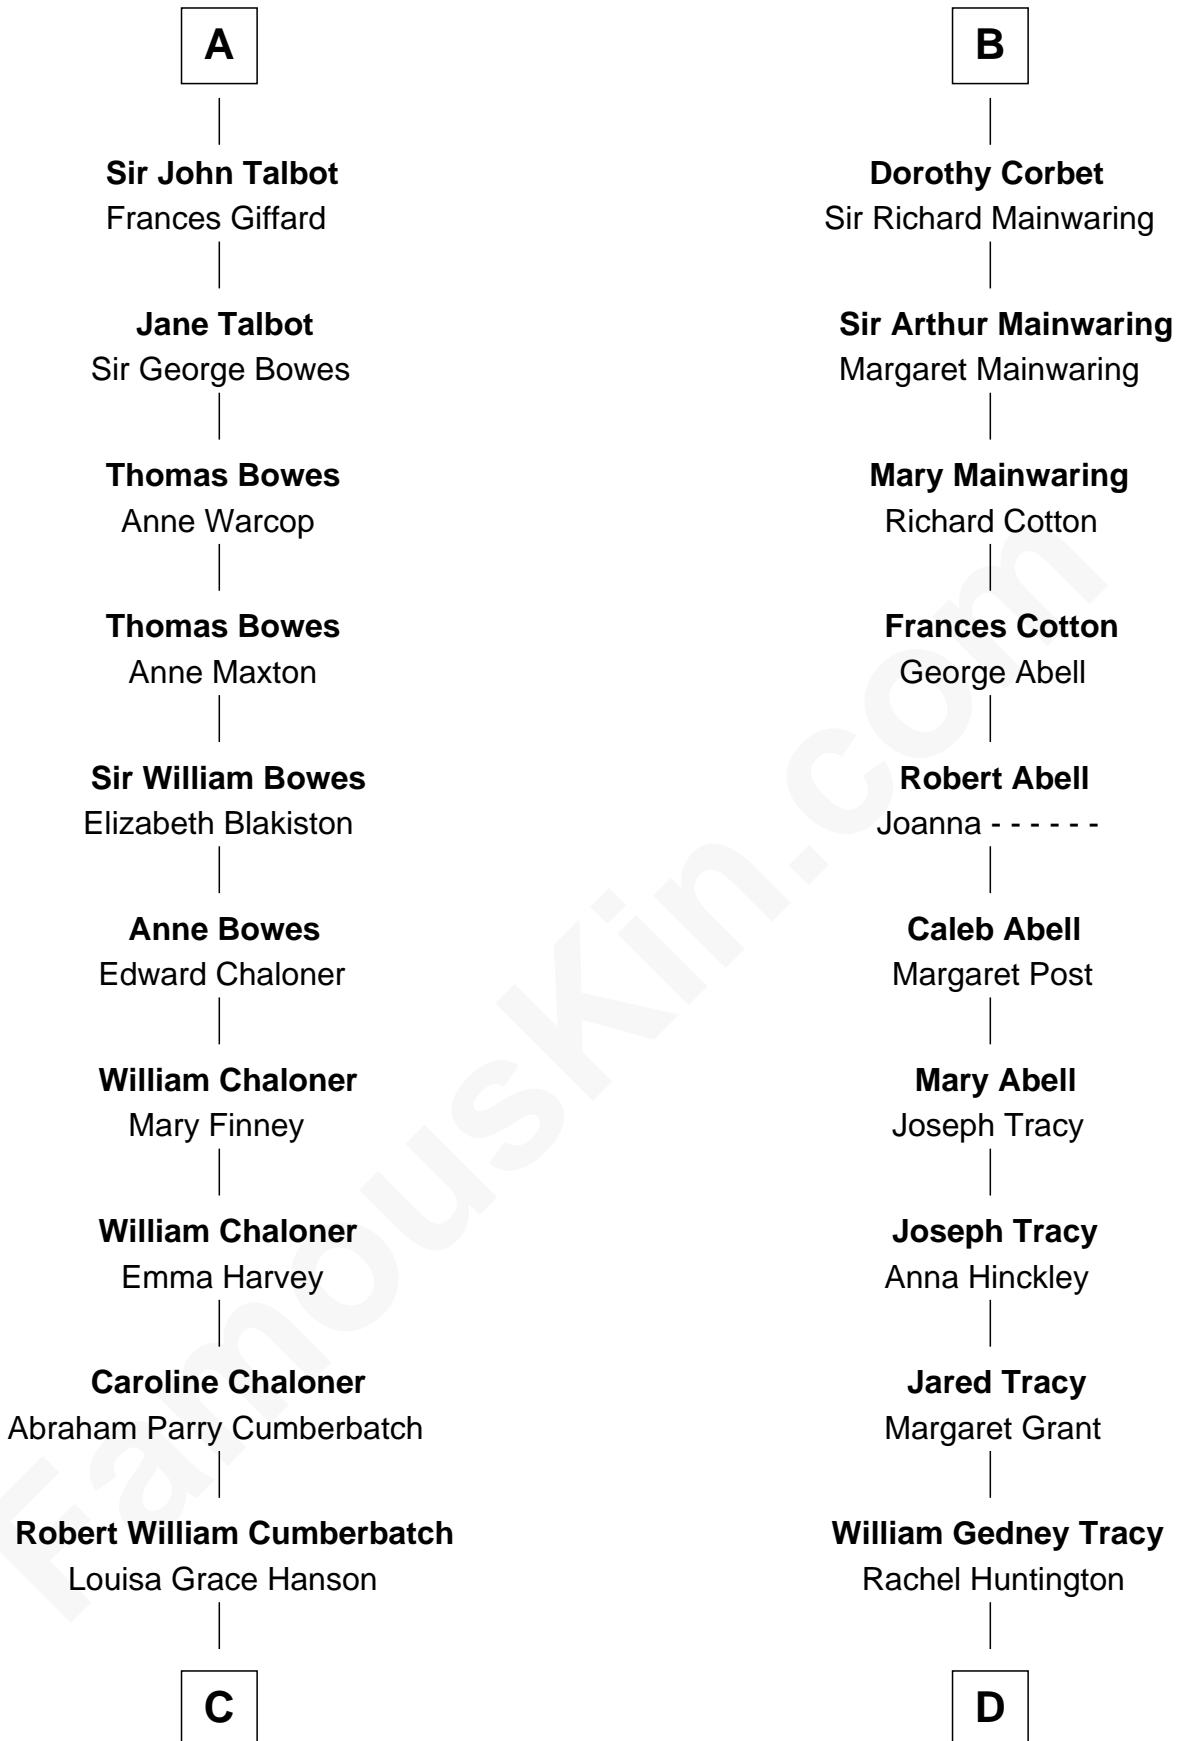 A
Sir John Talbot
Frances Giffard
Jane Talbot
Sir George Bowes
Thomas Bowes
Anne Warcop
Thomas Bowes
Anne Maxton
Sir William Bowes
Elizabeth Blakiston
Anne Bowes
Edward Chaloner
William Chaloner
Mary Finney
William Chaloner
Emma Harvey
Caroline Chaloner
Abraham Parry Cumberbatch
Robert William Cumberbatch
Louisa Grace Hanson
C
B
Dorothy Corbet
Sir Richard Mainwaring
Sir Arthur Mainwaring
Margaret Mainwaring
Mary Mainwaring
Richard Cotton
Frances Cotton
George Abell
Robert Abell
Joanna - - - - - -
Caleb Abell
Margaret Post
Mary Abell
Joseph Tracy
Joseph Tracy
Anna Hinckley
Jared Tracy
Margaret Grant
William Gedney Tracy
Rachel Huntington
D
FamousKin.com